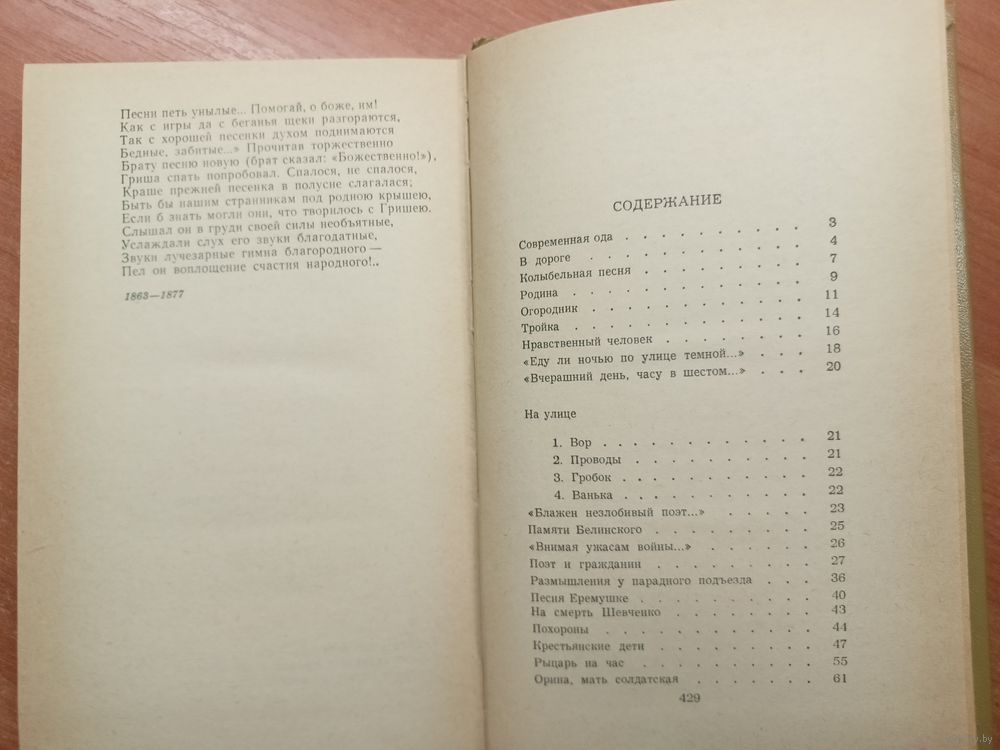 Песни петь унылые... Помогай, о боже, им!
Как с игры да с беганья щеки разгораются,
Так с хорошей песенки духом поднимаются
Бедные, забитые...» Прочитав торжественно
Брату песню новую (брат сказал: «Божественно!»),
Гриша спать попробовал. Спалося, не спалося,
Краше прежней песенка в полусне слагалася;
Быть бы нашим странникам под родною крышею,
Если б знать могли они, что творилось с Гришею.
Слышал он в груди своей силы необъятные,
Услаждали слух его звуки благодатные,
Звуки лучезарные гимна благородного —
Пел он воплощение счастия народного!..
1863—1877
СОДЕРЖАНИЕ
Современная ода . . . . . . . . . . 3
В дороге . . . . . . . . . . . . 4
Колыбельная песня . . . . . . . . . 7
Родина . . . . . . . . . . . . 9
Огородник . . . . . . . . . . . 11
Тройка . . . . . . . . . . . . 14
Нравственный человек . . . . . . . . 16
«Еду ли ночью по улице темной...» . . . 18
«Вчерашний день, часу в шестом...» . . . 20
На улице
1. Вор . . . . . . . . . . . . 21
2. Проводы . . . . . . . . . . 21
3. Гробок . . . . . . . . . . . 22
4. Ванька . . . . . . . . . . . 22
«Блажен незлобивый поэт...» . . . . . 23
Памяти Белинского . . . . . . . . . 25
«Внимая ужасам войны...» . . . . . . 26
Поэт и гражданин . . . . . . . . . 27
Размышления у парадного подъезда . . . . 36
Песня Еремушке . . . . . . . . . . 40
На смерть Шевченко . . . . . . . . 43
Похороны . . . . . . . . . . . 44
Крестьянские дети . . . . . . . . . 47
Рыцарь на час . . . . . . . . . . 55
Орина, мать солдатская . . . . . . . 61
429